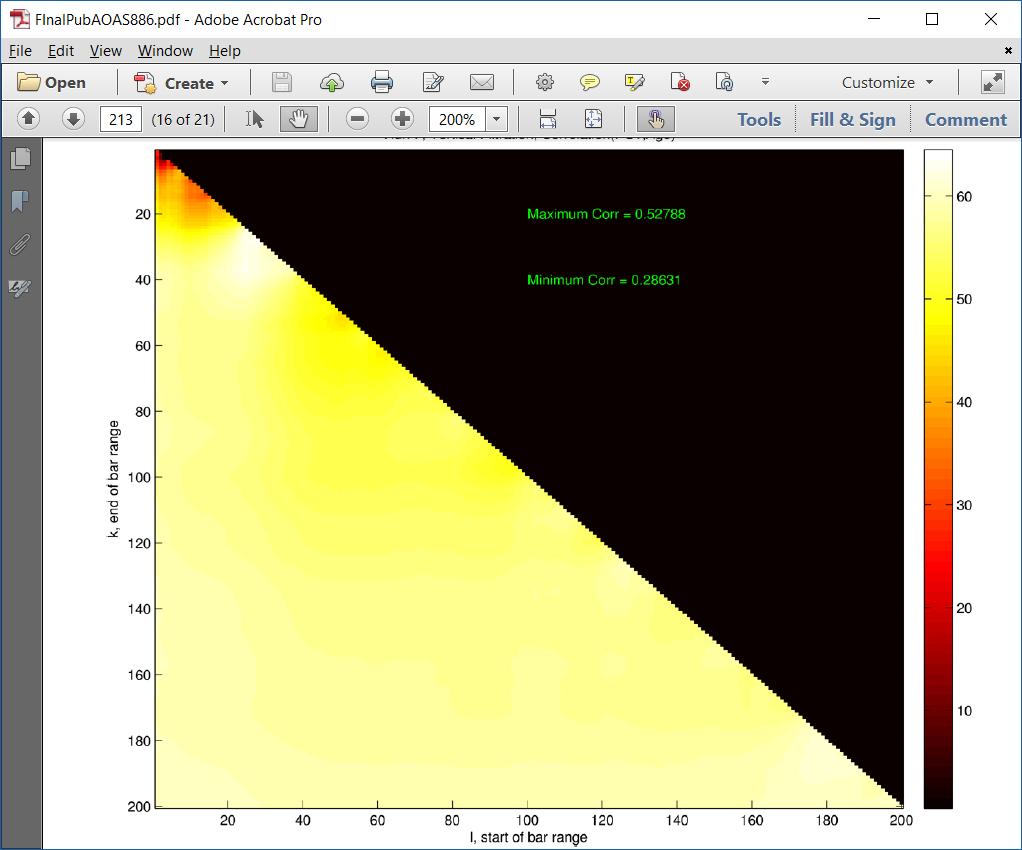 FInalPubAOAS886.pdf - Adobe Acrobat Pro
File Edit View Window Help
Open Create Customize
213 (16 of 21) 200% Tools Fill & Sign Comment
Maximum Corr = 0.52788
Minimum Corr = 0.28631
20
40
60
80
100
120
140
160
180
200
k, end of bar range
20 40 60 80 100 120 140 160 180 200
l, start of bar range
60
50
40
30
20
10